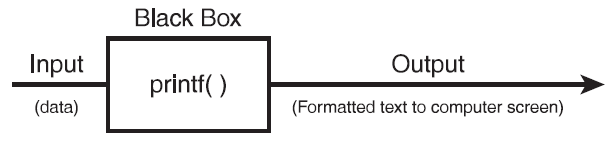 Black Box
Input
printf( )
Output
(data)
(Formatted text to computer screen)